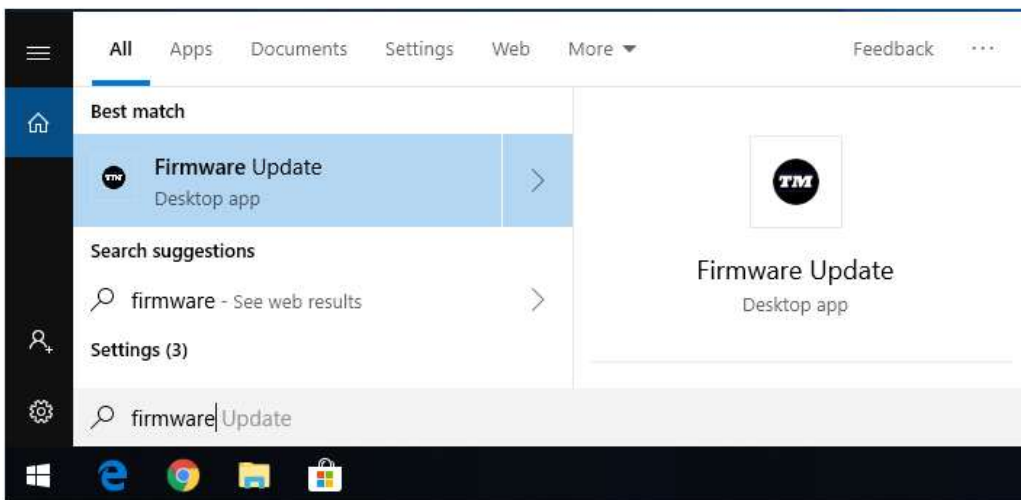 All Apps Documents Settings Web More Feedback ...
Best match
Firmware Update
Desktop app
Search suggestions
firmware - See web results
Settings (3)
firmware Update
TM
TM
Firmware Update
Desktop app